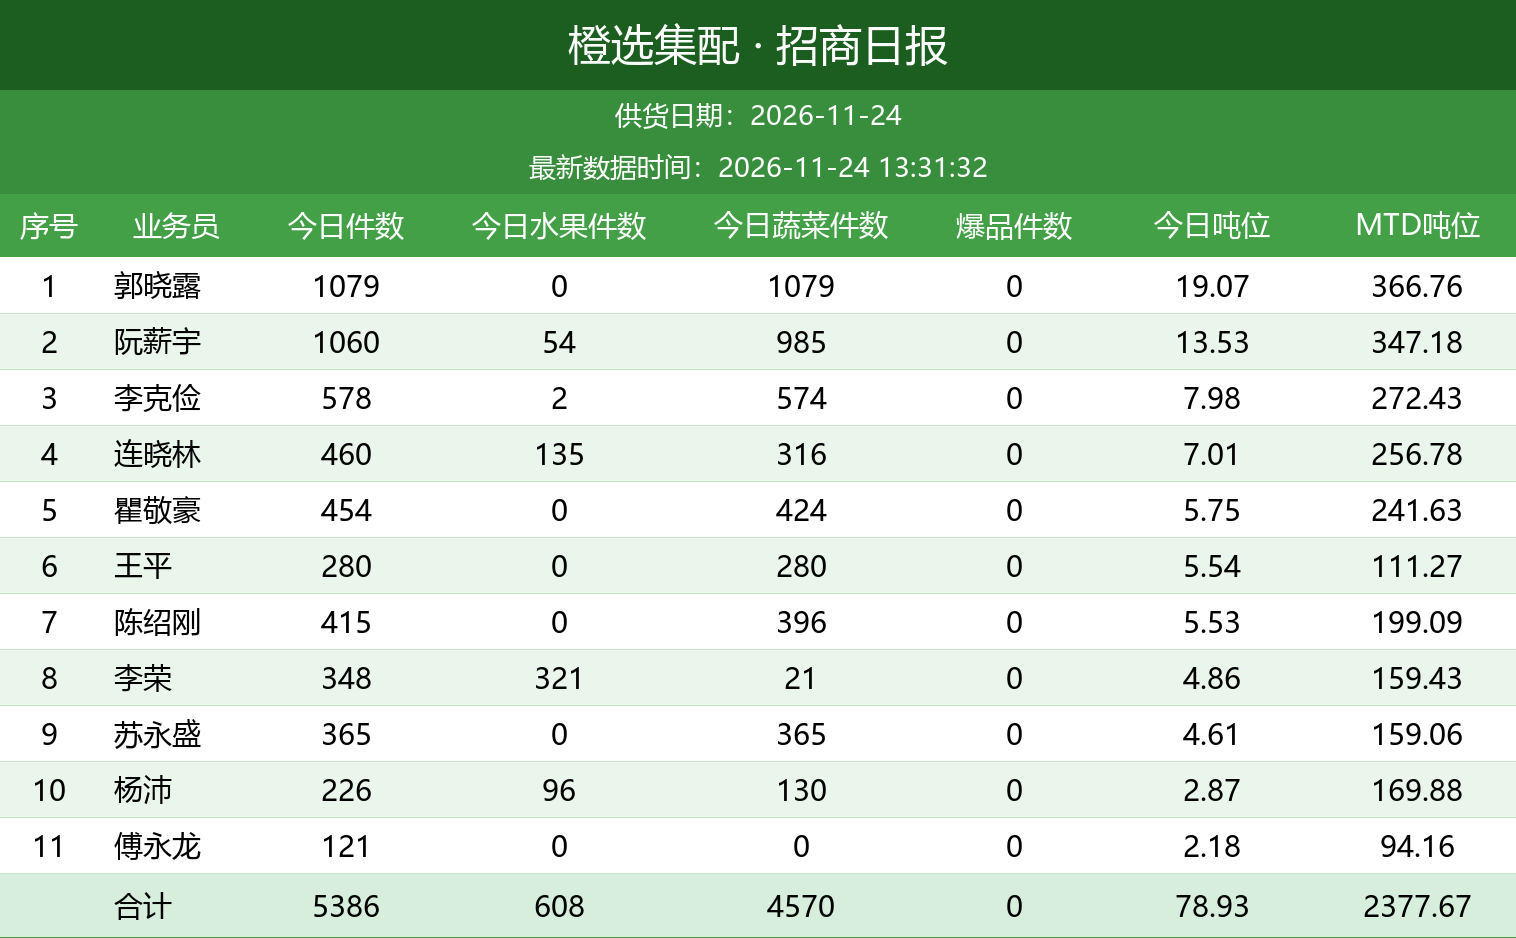 橙选集配 · 招商日报
供货日期：2026-11-24
最新数据时间：2026-11-24 13:31:32
序号 业务员 今日件数 今日水果件数 今日蔬菜件数 爆品件数 今日吨位 MTD吨位
1 郭晓露 1079 0 1079 0 19.07 366.76
2 阮薪宇 1060 54 985 0 13.53 347.18
3 李克俭 578 2 574 0 7.98 272.43
4 连晓林 460 135 316 0 7.01 256.78
5 瞿敬豪 454 0 424 0 5.75 241.63
6 王平 280 0 280 0 5.54 111.27
7 陈绍刚 415 0 396 0 5.53 199.09
8 李荣 348 321 21 0 4.86 159.43
9 苏永盛 365 0 365 0 4.61 159.06
10 杨沛 226 96 130 0 2.87 169.88
11 傅永龙 121 0 0 0 2.18 94.16
合计 5386 608 4570 0 78.93 2377.67